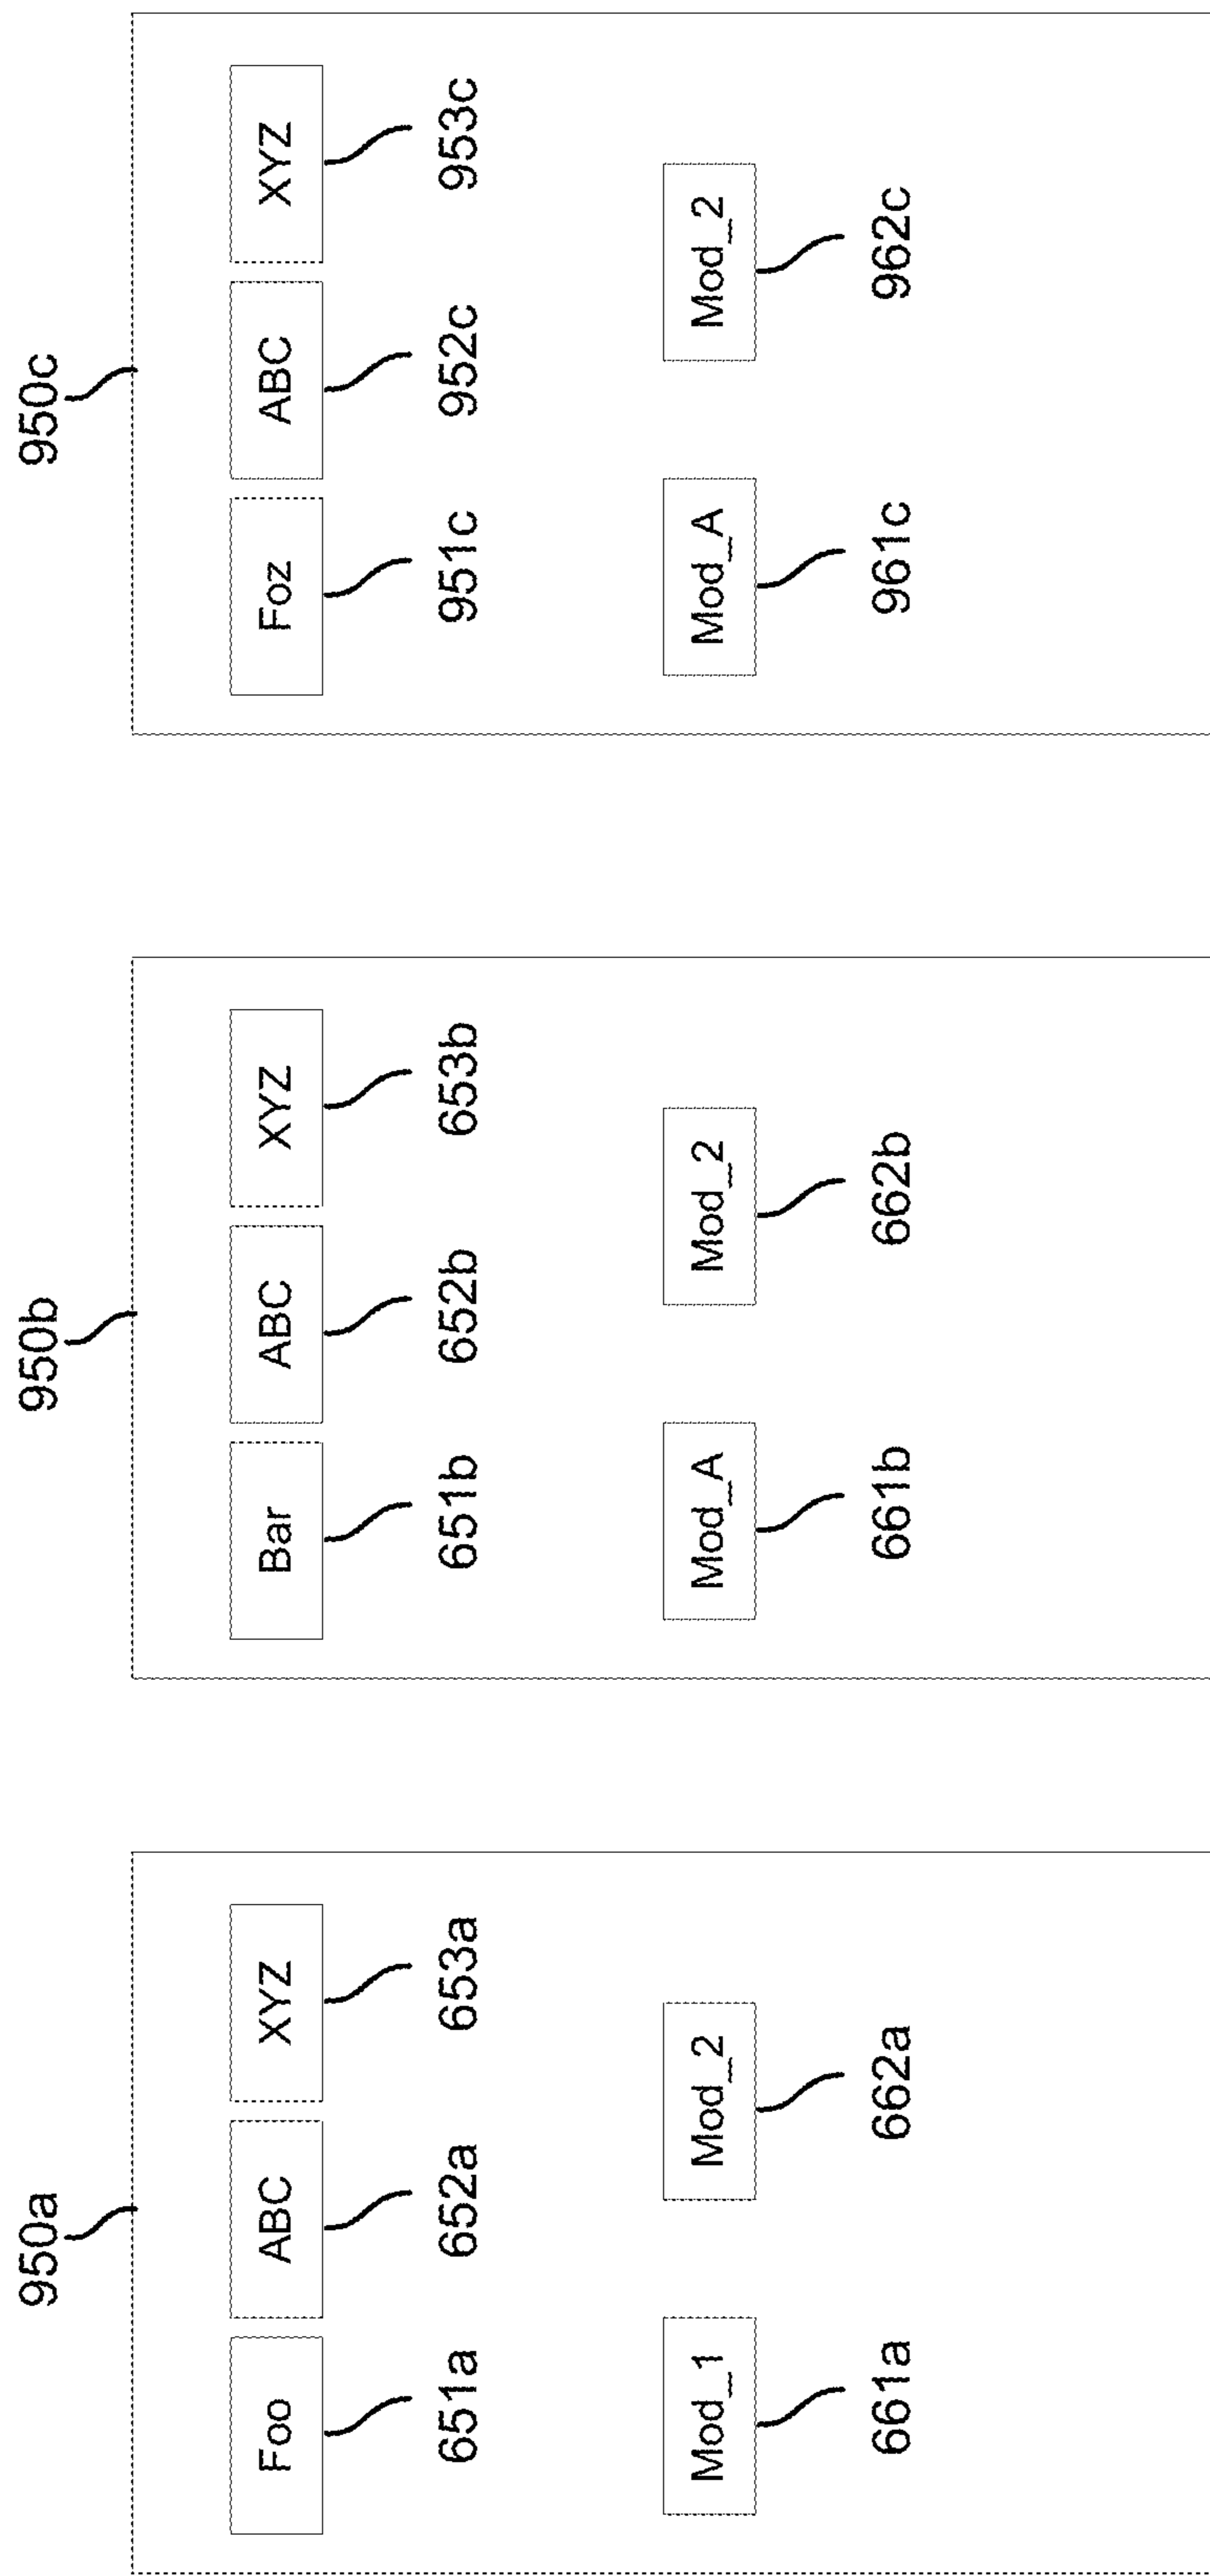 950a
950b
950c
Foo
ABC
XYZ
Bar
ABC
XYZ
Foz
ABC
XYZ
651a
652a
653a
651b
652b
653b
951c
952c
953c
Mod_1
Mod_2
Mod_A
Mod_2
Mod_A
Mod_2
661a
662a
661b
662b
961c
962c